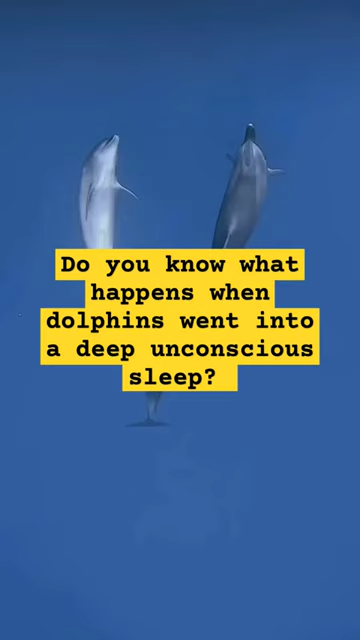 Do you know what
happens when
dolphins went into
a deep unconscious
sleep?